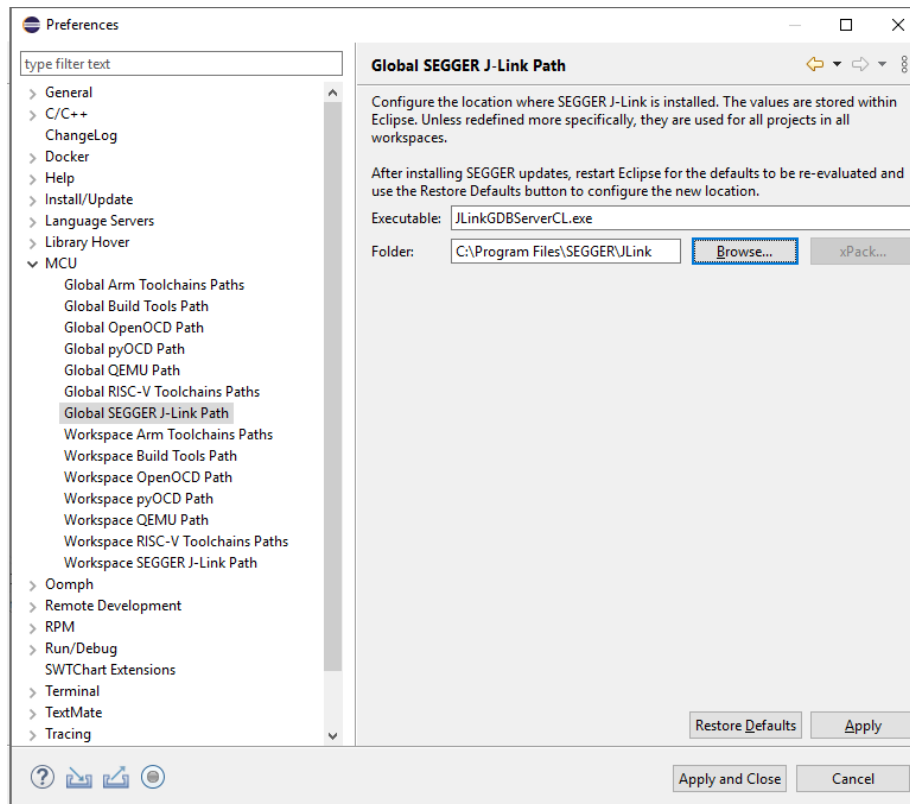 Preferences
type filter text
General
C/C++
ChangeLog
Docker
Help
Install/Update
Language Servers
Library Hover
MCU
Global Arm Toolchains Paths
Global Build Tools Path
Global OpenOCD Path
Global pyOCD Path
Global QEMU Path
Global RISC-V Toolchains Paths
Global SEGGER J-Link Path
Workspace Arm Toolchains Paths
Workspace Build Tools Path
Workspace OpenOCD Path
Workspace pyOCD Path
Workspace QEMU Path
Workspace RISC-V Toolchains Paths
Workspace SEGGER J-Link Path
Oomph
Remote Development
RPM
Run/Debug
SWTChart Extensions
Terminal
TextMate
Tracing
Global SEGGER J-Link Path
Configure the location where SEGGER J-Link is installed. The values are stored within
Eclipse. Unless redefined more specifically, they are used for all projects in all
workspaces.
After installing SEGGER updates, restart Eclipse for the defaults to be re-evaluated and
use the Restore Defaults button to configure the new location.
Executable: JLinkGDBServerCL.exe
Folder: C:\Program Files\SEGGER\JLink Browse... xPack...
Restore Defaults Apply
Apply and Close Cancel